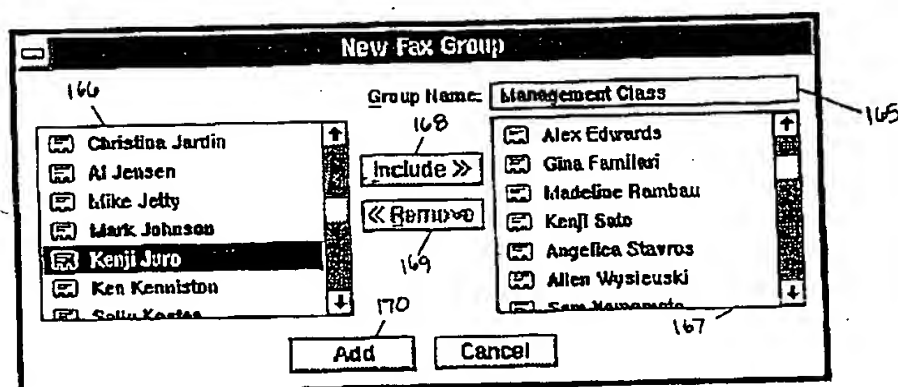 New Fax Group
166
Group Name: Management Class
165
168
Christina Jardin
Al Jensen
Mike Jetty
Mark Johnson
Kenji Juro
Ken Kenniston
Include >>
<< Remove
169
Alex Edwards
Gina Familari
Madeline Rambau
Kenji Sato
Angelica Stavros
Allen Wysieuski
Sam
167
170
Add
Cancel